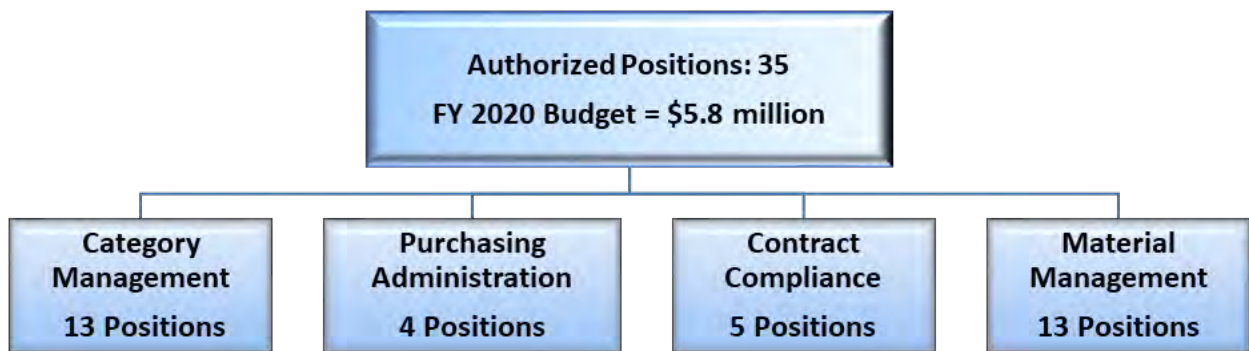 Authorized Positions: 35
FY 2020 Budget = $5.8 million
Category
Management
13 Positions
Purchasing
Administration
4 Positions
Contract
Compliance
5 Positions
Material
Management
13 Positions